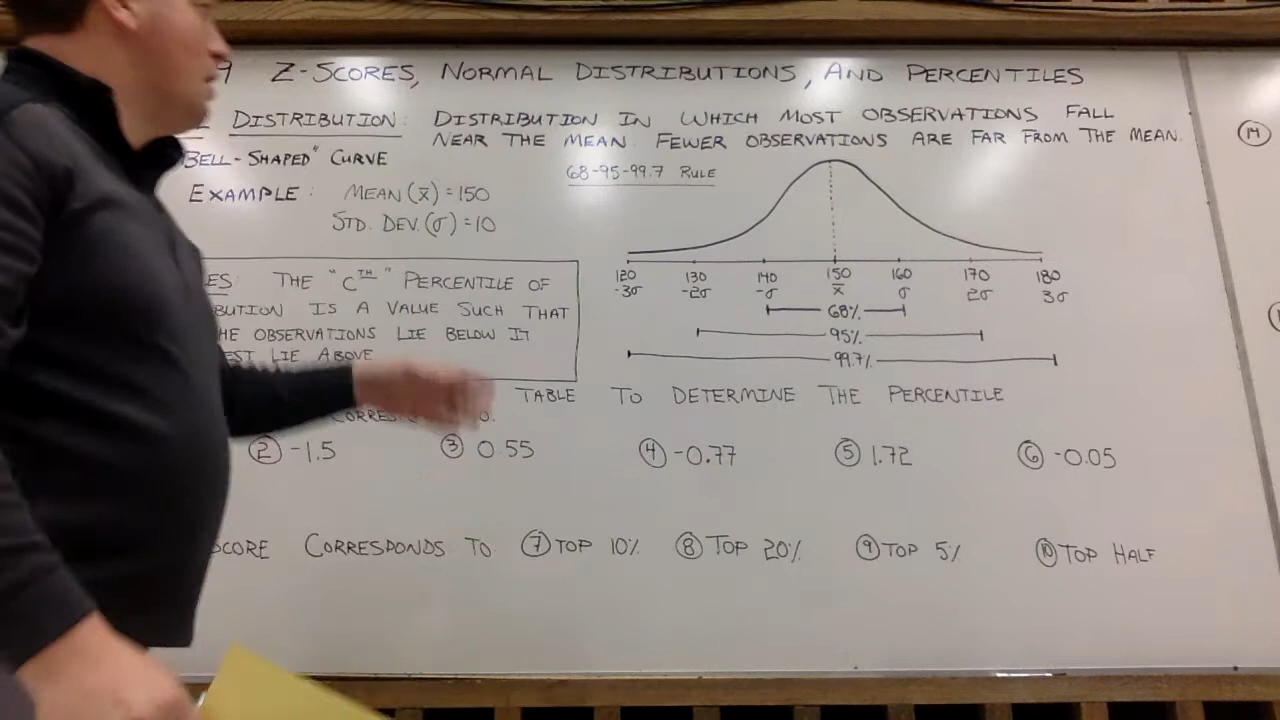 9 Z-SCORES, NORMAL DISTRIBUTIONS, AND PERCENTILES
DISTRIBUTION: DISTRIBUTION IN WHICH MOST OBSERVATIONS FALL
NEAR THE MEAN. FEWER OBSERVATIONS ARE FAR FROM THE MEAN.
BELL-SHAPED" CURVE
68-95-99.7 RULE
EXAMPLE: MEAN (x̄) = 150
STD. DEV. (σ) = 10
120 130 140 150 160 170 180
-3σ -2σ -σ x̄ σ 2σ 3σ
68%
95%
99.7%
THE "CTH" PERCENTILE OF
IS A VALUE SUCH THAT
OBSERVATIONS LIE BELOW IT
LIE ABOVE
TABLE TO DETERMINE THE PERCENTILE
② -1.5 ③ 0.55 ④ -0.77 ⑤ 1.72 ⑥ -0.05
SCORE CORRESPONDS TO ⑦ TOP 10% ⑧ TOP 20% ⑨ TOP 5% ⑩ TOP HALF
⑭